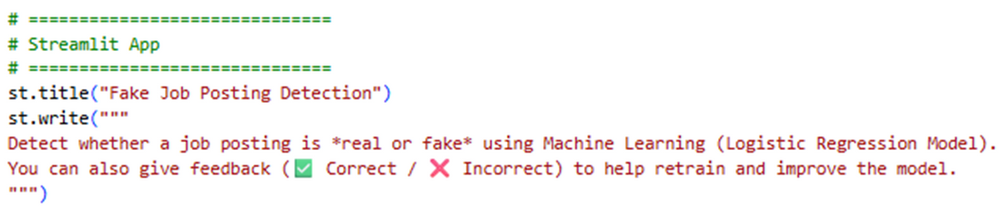 # ==============================
# Streamlit App
# ==============================
st.title("Fake Job Posting Detection")
st.write("""
Detect whether a job posting is *real or fake* using Machine Learning (Logistic Regression Model).
You can also give feedback (✅ Correct / ❌ Incorrect) to help retrain and improve the model.
""")